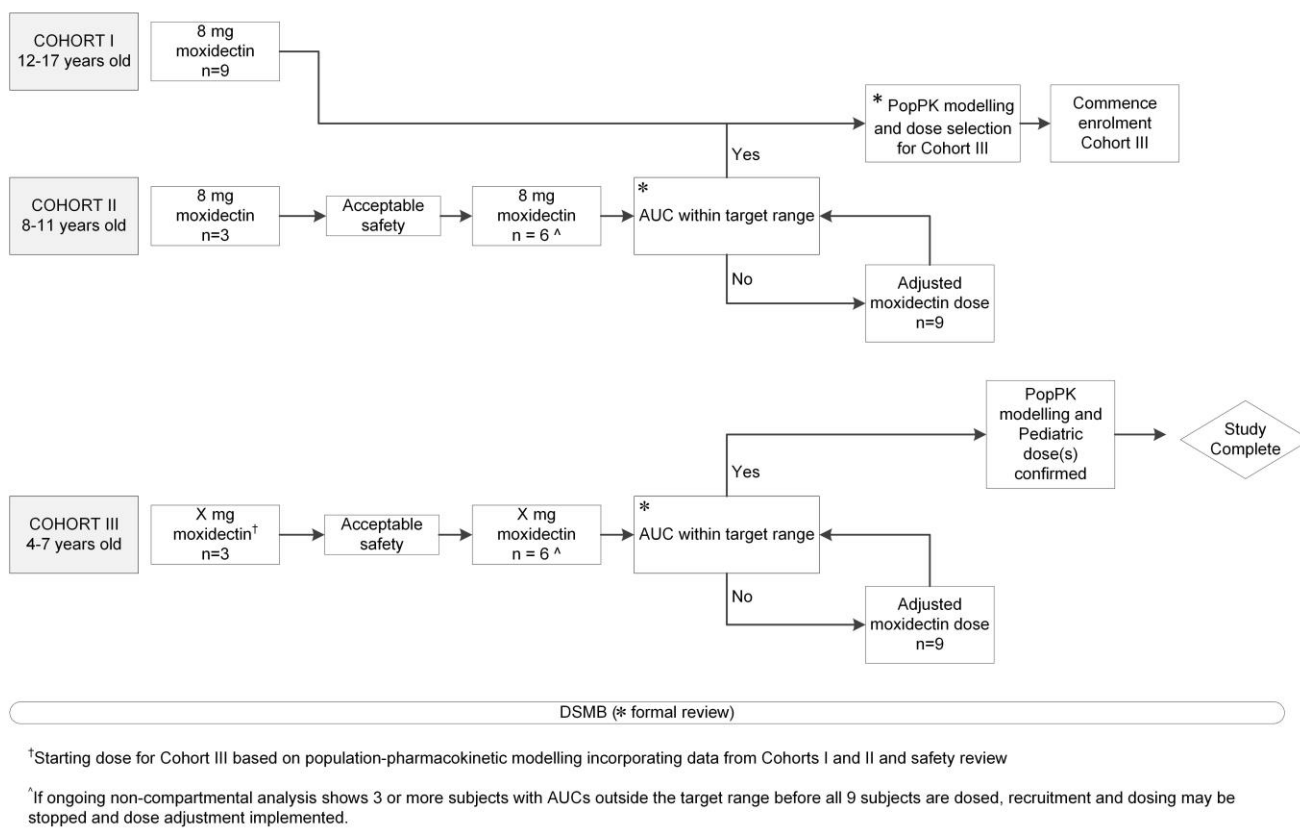 COHORT I
12-17 years old
8 mg
moxidectin
n=9
* PopPK modelling
and dose selection
for Cohort III
Commence
enrolment
Cohort III
Yes
COHORT II
8-11 years old
8 mg
moxidectin
n=3
Acceptable
safety
8 mg
moxidectin
n = 6 ^
*
AUC within target range
No
Adjusted
moxidectin dose
n=9
PopPK
modelling and
Pediatric
dose(s)
confirmed
Study
Complete
Yes
COHORT III
4-7 years old
X mg
moxidectin†
n=3
Acceptable
safety
X mg
moxidectin
n = 6 ^
*
AUC within target range
No
Adjusted
moxidectin dose
n=9
DSMB (* formal review)
†Starting dose for Cohort III based on population-pharmacokinetic modelling incorporating data from Cohorts I and II and safety review
^If ongoing non-compartmental analysis shows 3 or more subjects with AUCs outside the target range before all 9 subjects are dosed, recruitment and dosing may be
stopped and dose adjustment implemented.